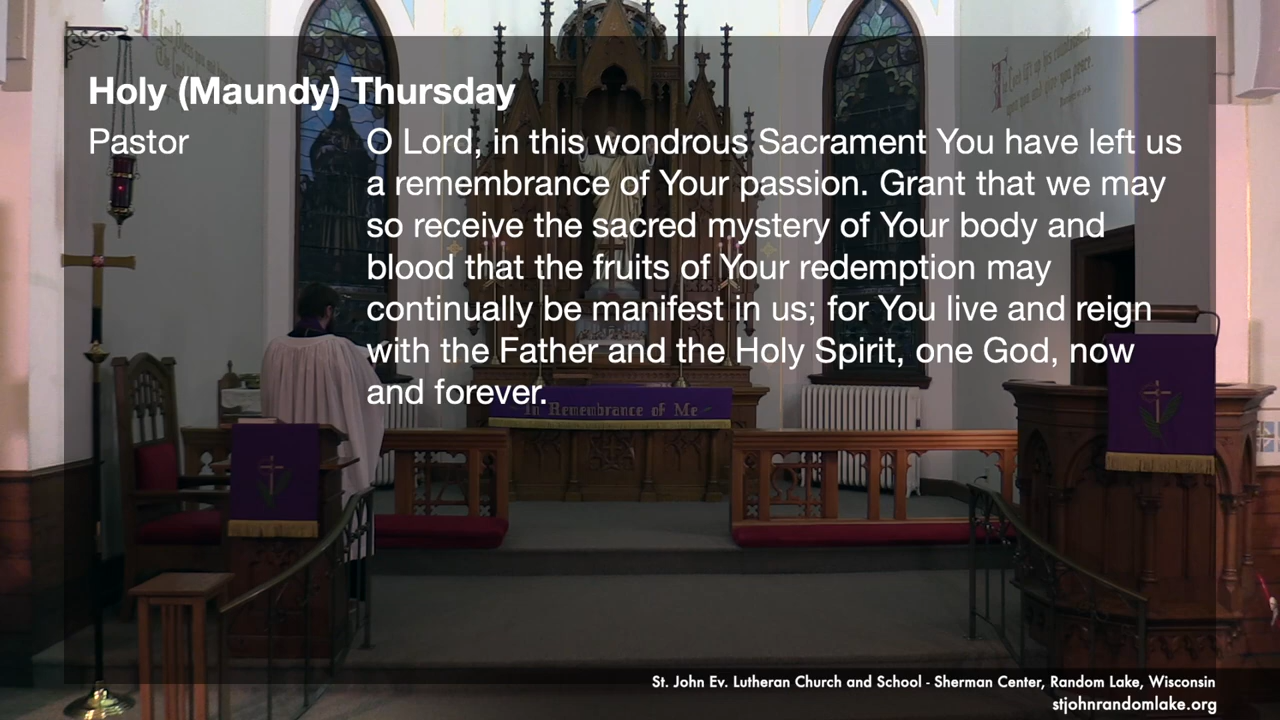 Holy (Maundy) Thursday
Pastor
O Lord, in this wondrous Sacrament You have left us
a remembrance of Your passion. Grant that we may
so receive the sacred mystery of Your body and
blood that the fruits of Your redemption may
continually be manifest in us; for You live and reign
with the Father and the Holy Spirit, one God, now
and forever.
In Remembrance of Me
St. John Ev. Lutheran Church and School - Sherman Center, Random Lake, Wisconsin
stjohnrandomlake.org